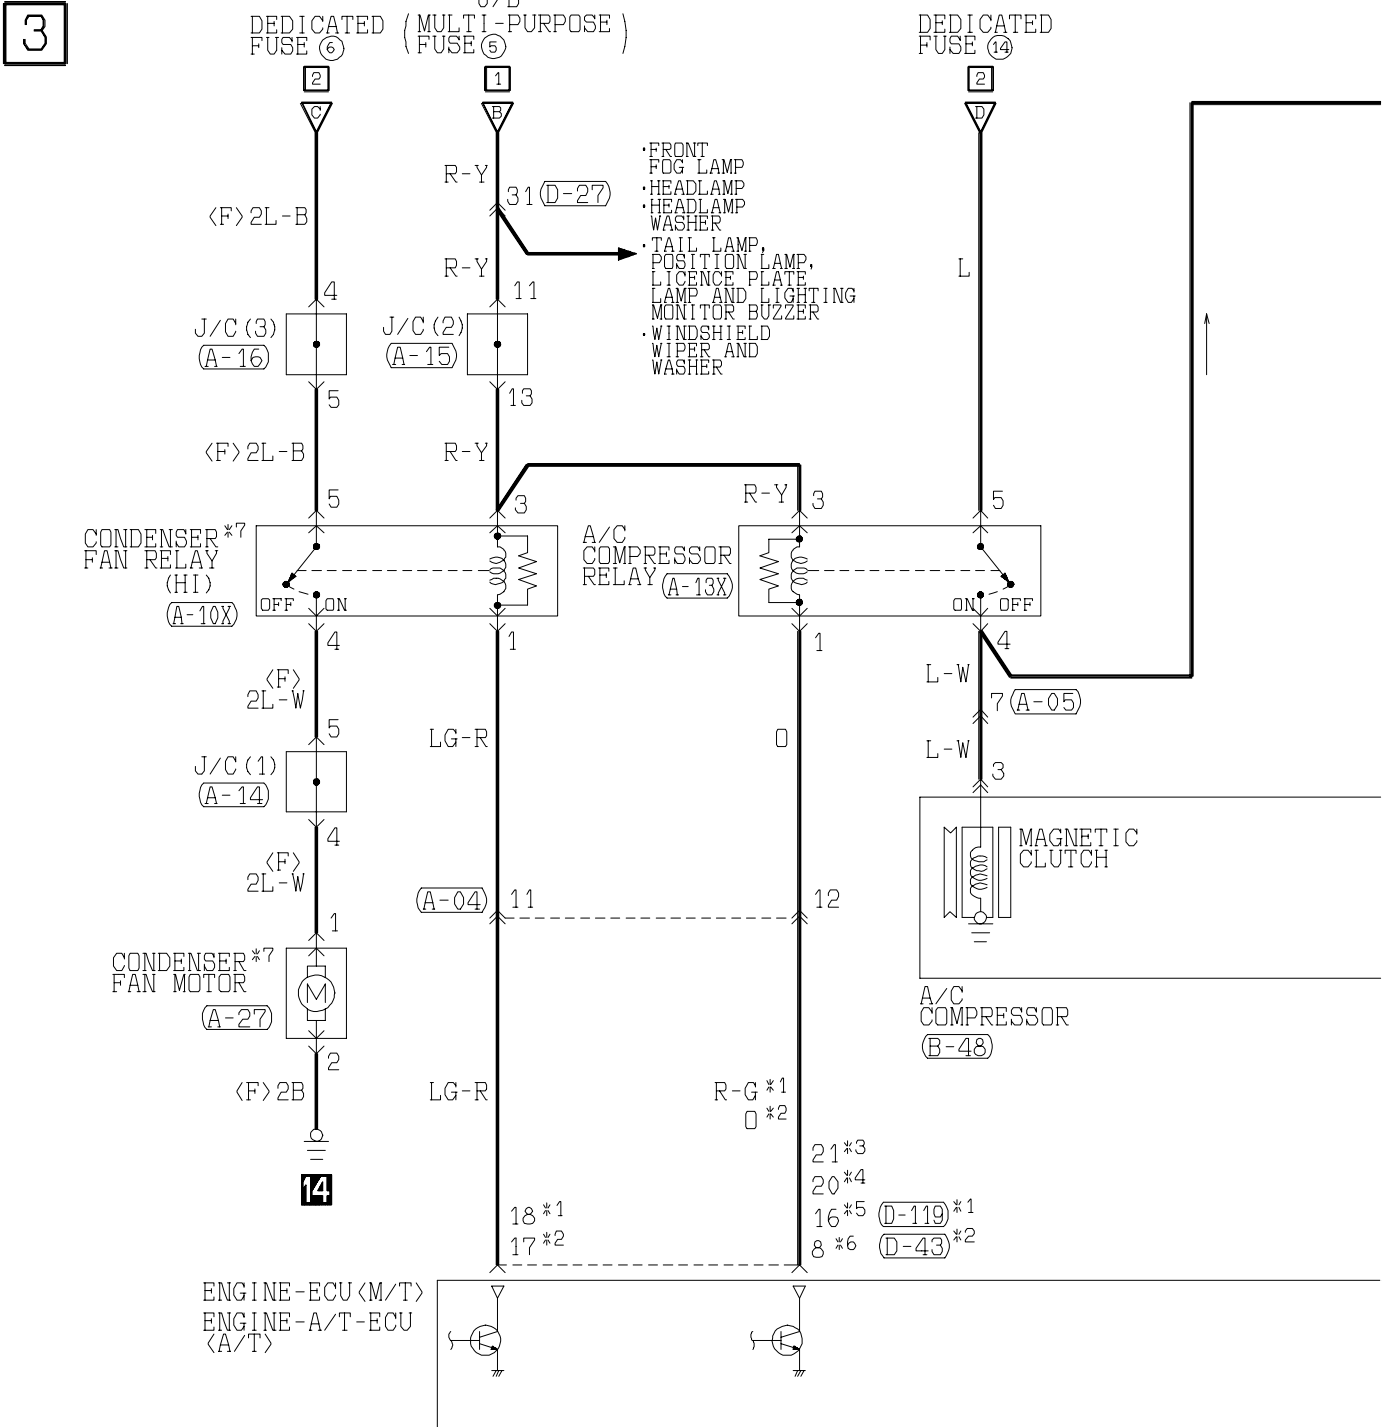 3
DEDICATED
FUSE 6
(MULTI-PURPOSE
FUSE 5)
DEDICATED
FUSE 14
2
1
2
C
B
D
R-Y
31 (D-27)
·FRONT
FOG LAMP
·HEADLAMP
·HEADLAMP
WASHER
·TAIL LAMP,
POSITION LAMP,
LICENCE PLATE
LAMP AND LIGHTING
MONITOR BUZZER
·WINDSHIELD
WIPER AND
WASHER
<F>2L-B
R-Y
L
4
11
J/C(3)
(A-16)
J/C(2)
(A-15)
5
13
<F>2L-B
R-Y
R-Y
5
3
3
5
CONDENSER*7
FAN RELAY
(HI)
(A-10X)
OFF
ON
A/C
COMPRESSOR
RELAY (A-13X)
ON
OFF
4
1
1
4
<F>
2L-W
L-W
7 (A-05)
5
LG-R
O
L-W
3
J/C(1)
(A-14)
4
<F>
2L-W
MAGNETIC
CLUTCH
(A-04) 11
12
1
CONDENSER*7
FAN MOTOR
M
(A-27)
2
A/C
COMPRESSOR
(B-48)
<F>2B
LG-R
R-G *1
O *2
14
21*3
20*4
18*1
17*2
16*5 (D-119)*1
8 *6 (D-43)*2
ENGINE-ECU<M/T>
ENGINE-A/T-ECU
<A/T>